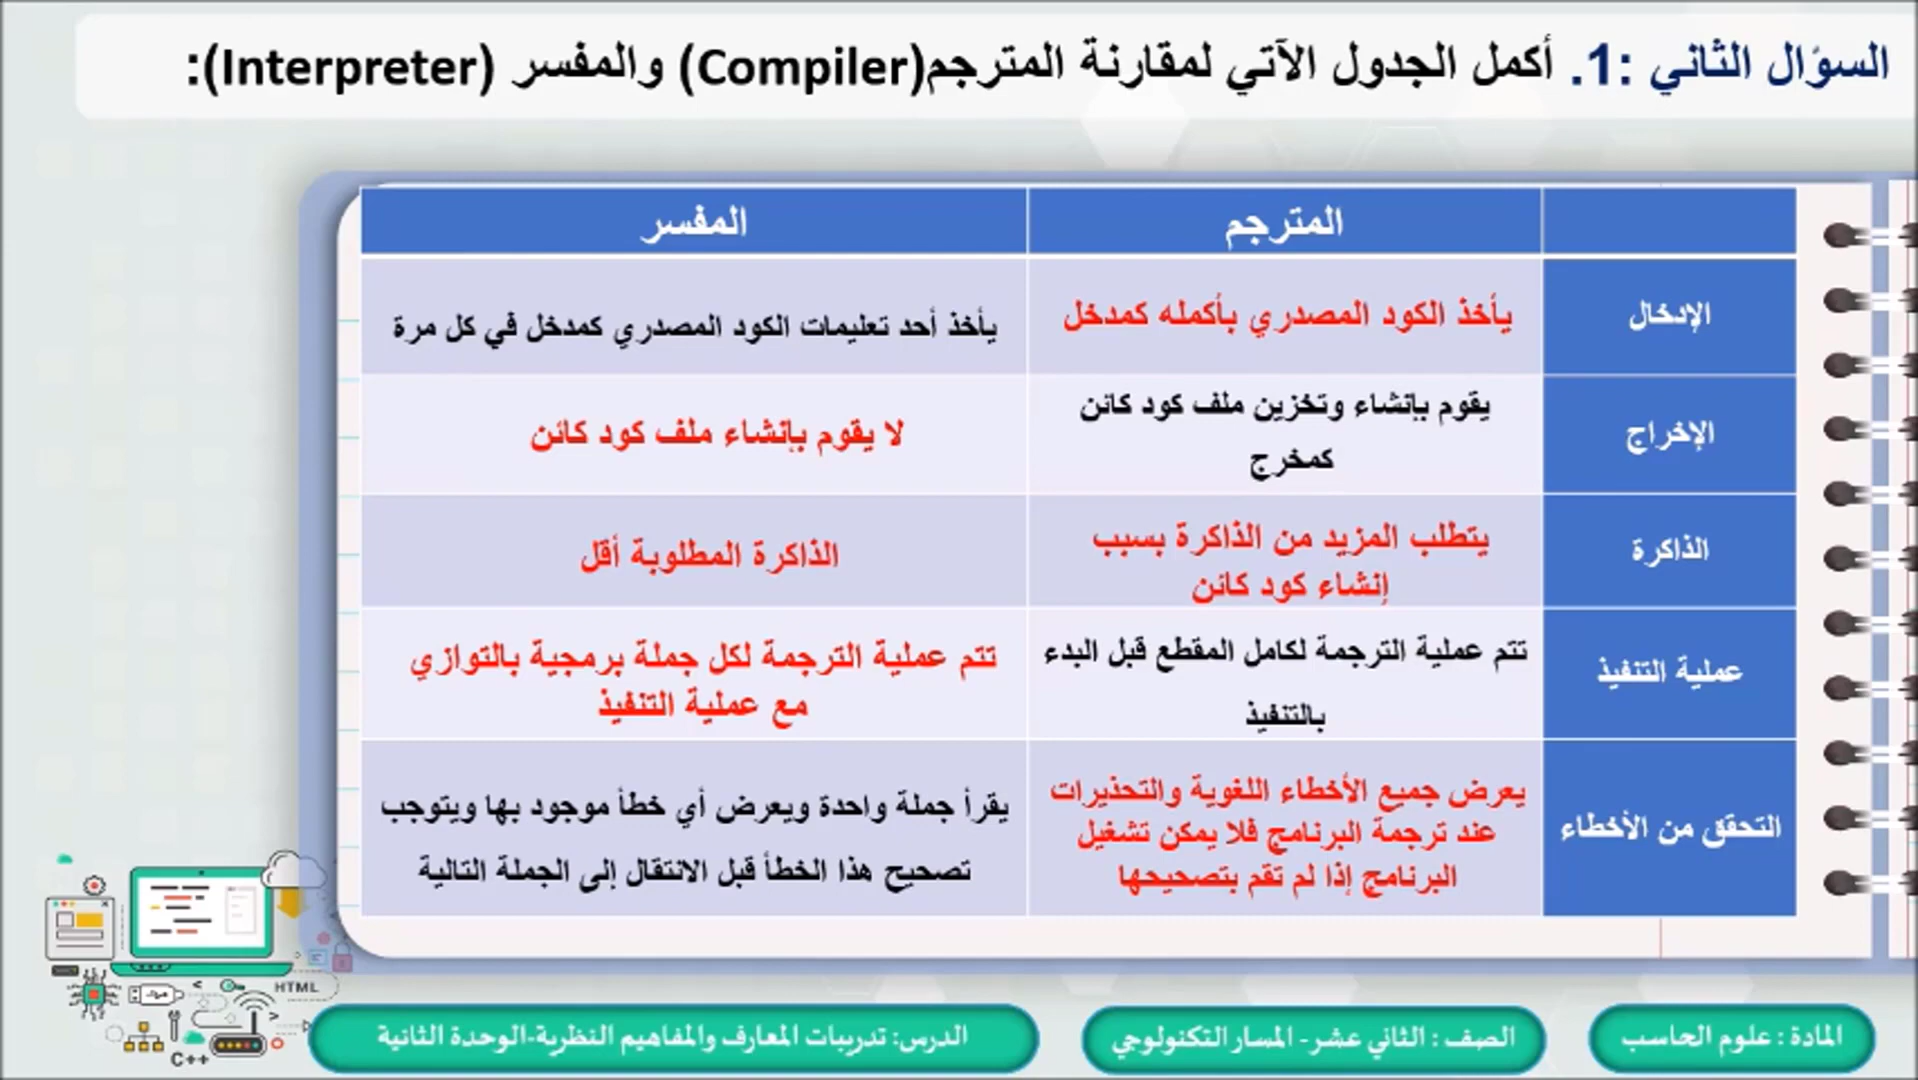 السؤال الثاني :1. أكمل الجدول الآتي لمقارنة المترجم(Compiler) والمفسر (Interpreter):
المترجم
المفسر
الإدخال
يأخذ الكود المصدري بأكمله كمدخل
يأخذ أحد تعليمات الكود المصدري كمدخل في كل مرة
الإخراج
يقوم بإنشاء وتخزين ملف كود كائن
كمخرج
لا يقوم بإنشاء ملف كود كائن
الذاكرة
يتطلب المزيد من الذاكرة بسبب
إنشاء كود كائن
الذاكرة المطلوبة أقل
عملية التنفيذ
تتم عملية الترجمة لكامل المقطع قبل البدء
بالتنفيذ
تتم عملية الترجمة لكل جملة برمجية بالتوازي
مع عملية التنفيذ
التحقق من الأخطاء
يعرض جميع الأخطاء اللغوية والتحذيرات
عند ترجمة البرنامج فلا يمكن تشغيل
البرنامج إذا لم تقم بتصحيحها
يقرأ جملة واحدة ويعرض أي خطأ موجود بها ويتوجب
تصحيح هذا الخطأ قبل الانتقال إلى الجملة التالية
HTML
C++
المادة : علوم الحاسب
الصف : الثاني عشر- المسار التكنولوجي
الدرس: تدريبات المعارف والمفاهيم النظرية-الوحدة الثانية